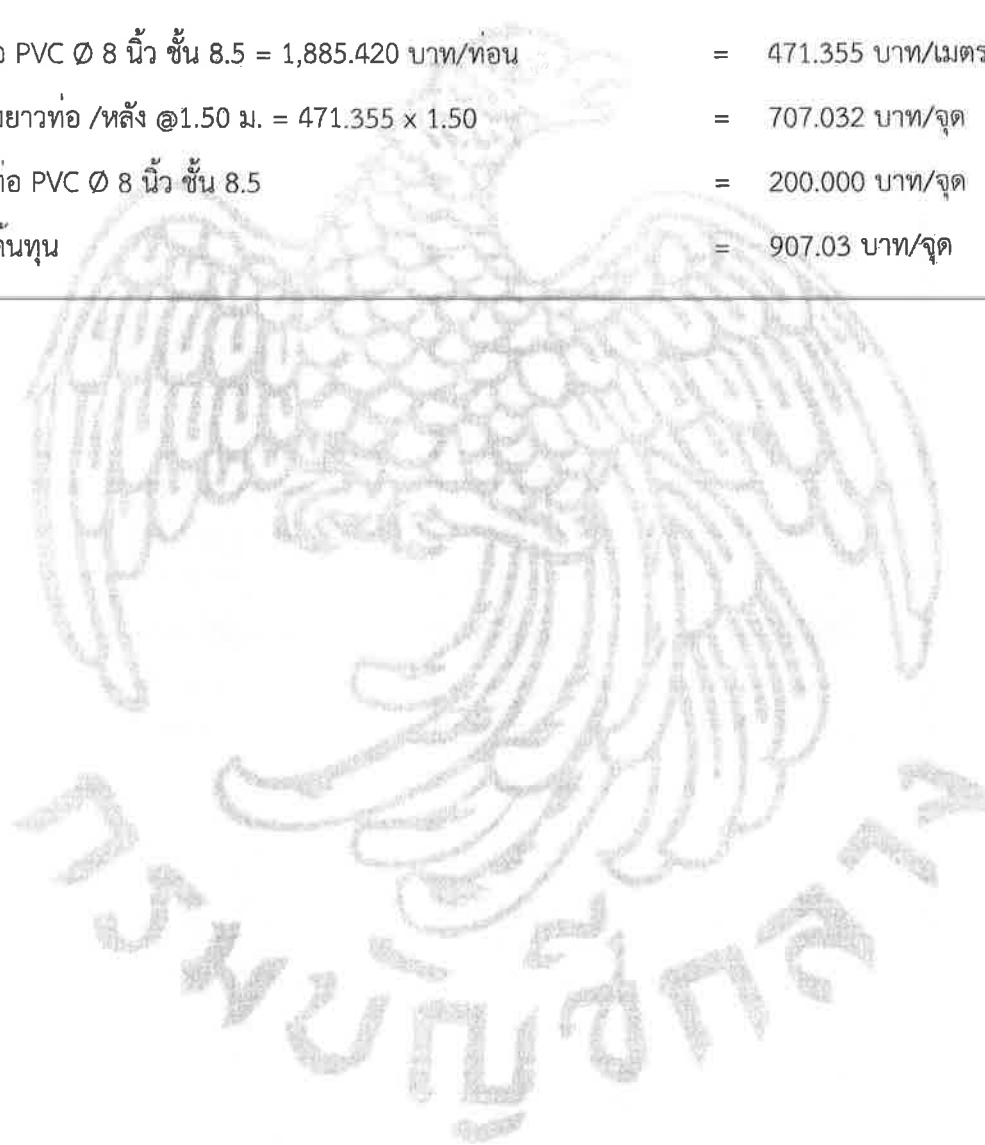 อ PVC Ø 8 นิ้ว ชั้น 8.5 = 1,885.420 บาท/ท่อน = 471.355 บาท/เมตร
ยาวท่อ /หลัง @1.50 ม. = 471.355 x 1.50 = 707.032 บาท/จุด
ท่อ PVC Ø 8 นิ้ว ชั้น 8.5 = 200.000 บาท/จุด
ต้นทุน = 907.03 บาท/จุด
กรมบัญชีกลาง